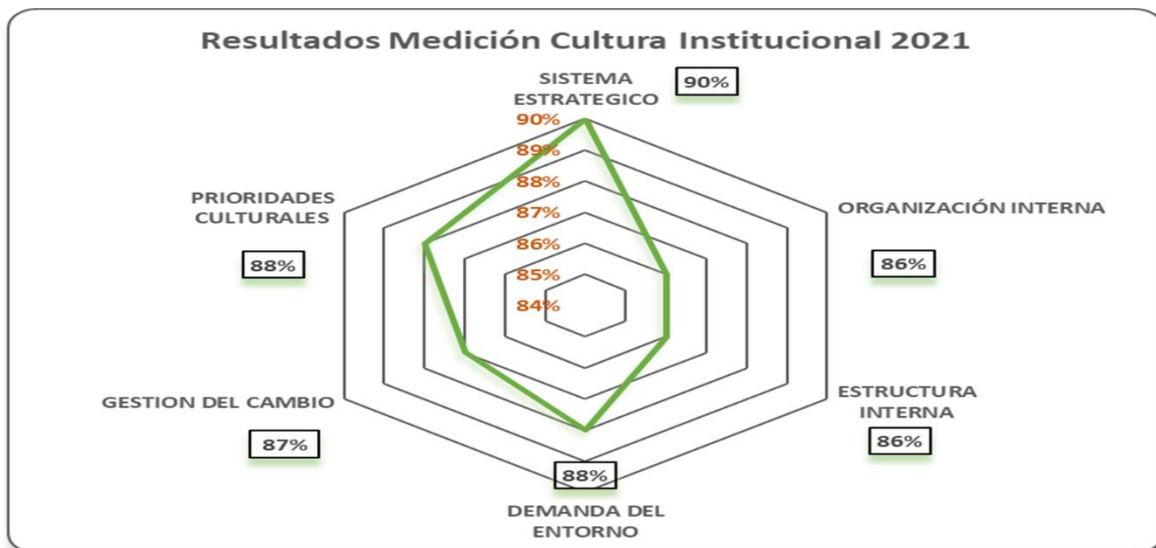 Resultados Medición Cultura Institucional 2021
SISTEMA
ESTRATEGICO
90%
90%
89%
88%
87%
86%
85%
84%
ORGANIZACIÓN INTERNA
86%
ESTRUCTURA
INTERNA
86%
88%
DEMANDA DEL
ENTORNO
GESTION DEL CAMBIO
87%
PRIORIDADES
CULTURALES
88%